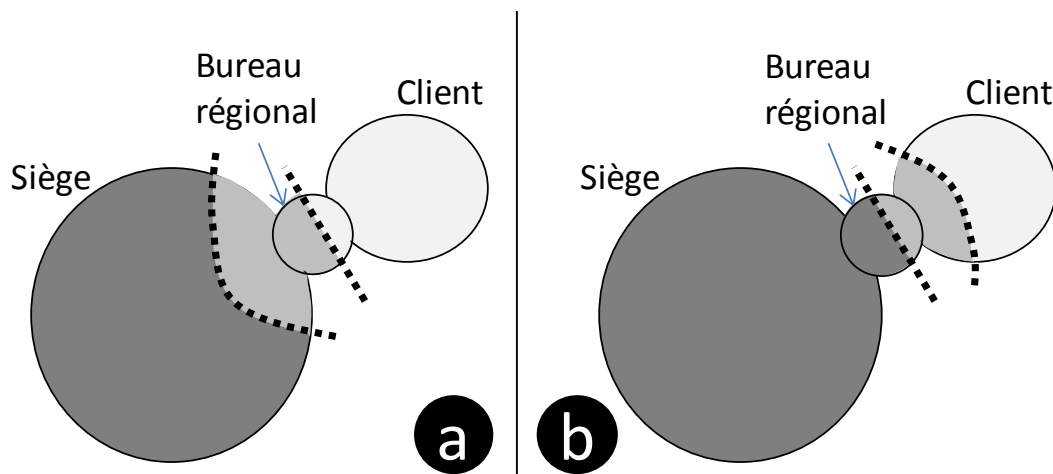 Bureau
régional
Client
Siège
a
Bureau
régional
Client
Siège
b